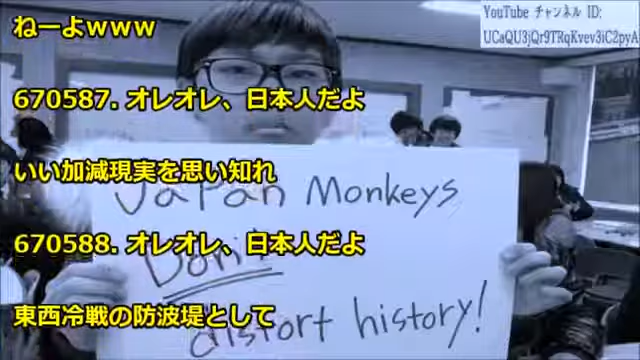 YouTube チャンネル ID:
UCaQU3jQr9TRqKvev3iC2pyA
ねーよｗｗｗ
670587. オレオレ、日本人だよ
いい加減現実を思い知れ
Japan Monkeys
670588. オレオレ、日本人だよ
Don't
東西冷戦の防波堤として
distort history!